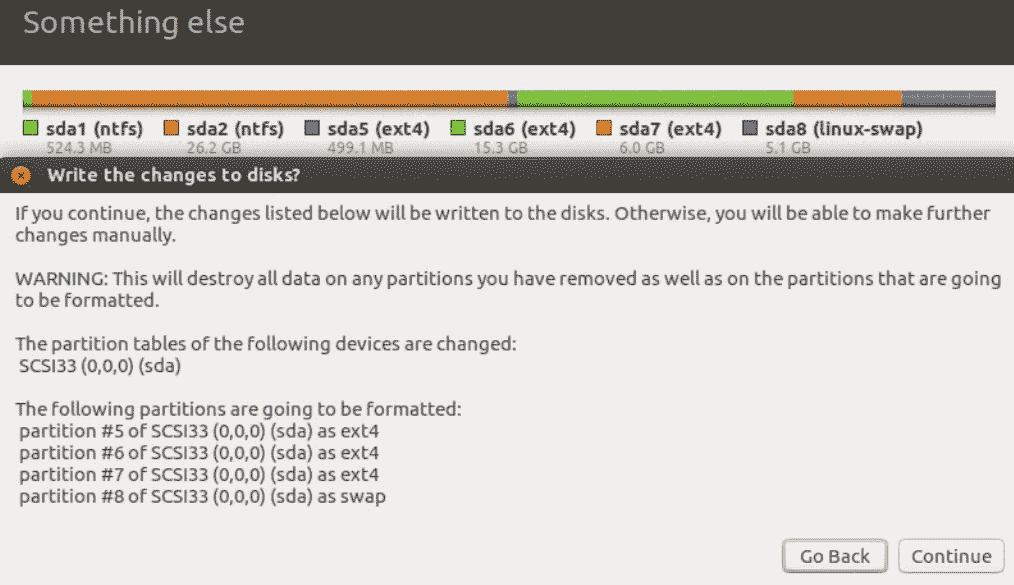 Something else
sda1 (ntfs) sda2 (ntfs) sda5 (ext4) sda6 (ext4) sda7 (ext4) sda8 (linux-swap)
524.3 MB 26.2 GB 499.1 MB 15.3 GB 6.0 GB 5.1 GB
Write the changes to disks?
If you continue, the changes listed below will be written to the disks. Otherwise, you will be able to make further
changes manually.
WARNING: This will destroy all data on any partitions you have removed as well as on the partitions that are going
to be formatted.
The partition tables of the following devices are changed:
SCSI33 (0,0,0) (sda)
The following partitions are going to be formatted:
partition #5 of SCSI33 (0,0,0) (sda) as ext4
partition #6 of SCSI33 (0,0,0) (sda) as ext4
partition #7 of SCSI33 (0,0,0) (sda) as ext4
partition #8 of SCSI33 (0,0,0) (sda) as swap
Go Back Continue